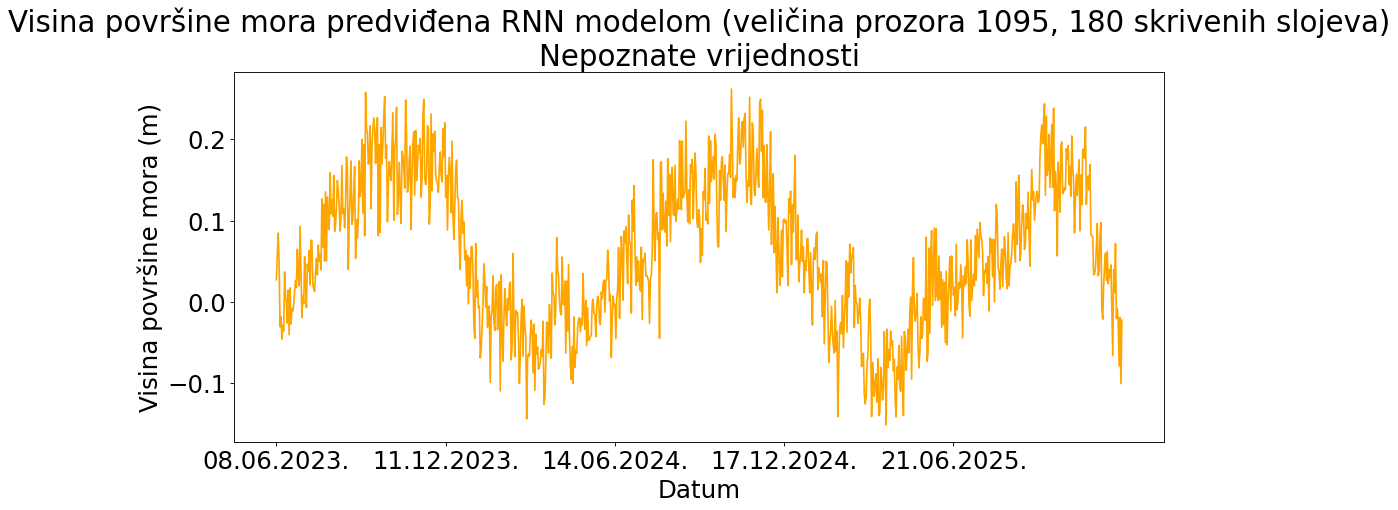 Visina površine mora predviđena RNN modelom (veličina prozora 1095, 180 skrivenih slojeva)
Nepoznate vrijednosti
Visina površine mora (m)
0.2
0.1
0.0
−0.1
08.06.2023. 11.12.2023. 14.06.2024. 17.12.2024. 21.06.2025.
Datum